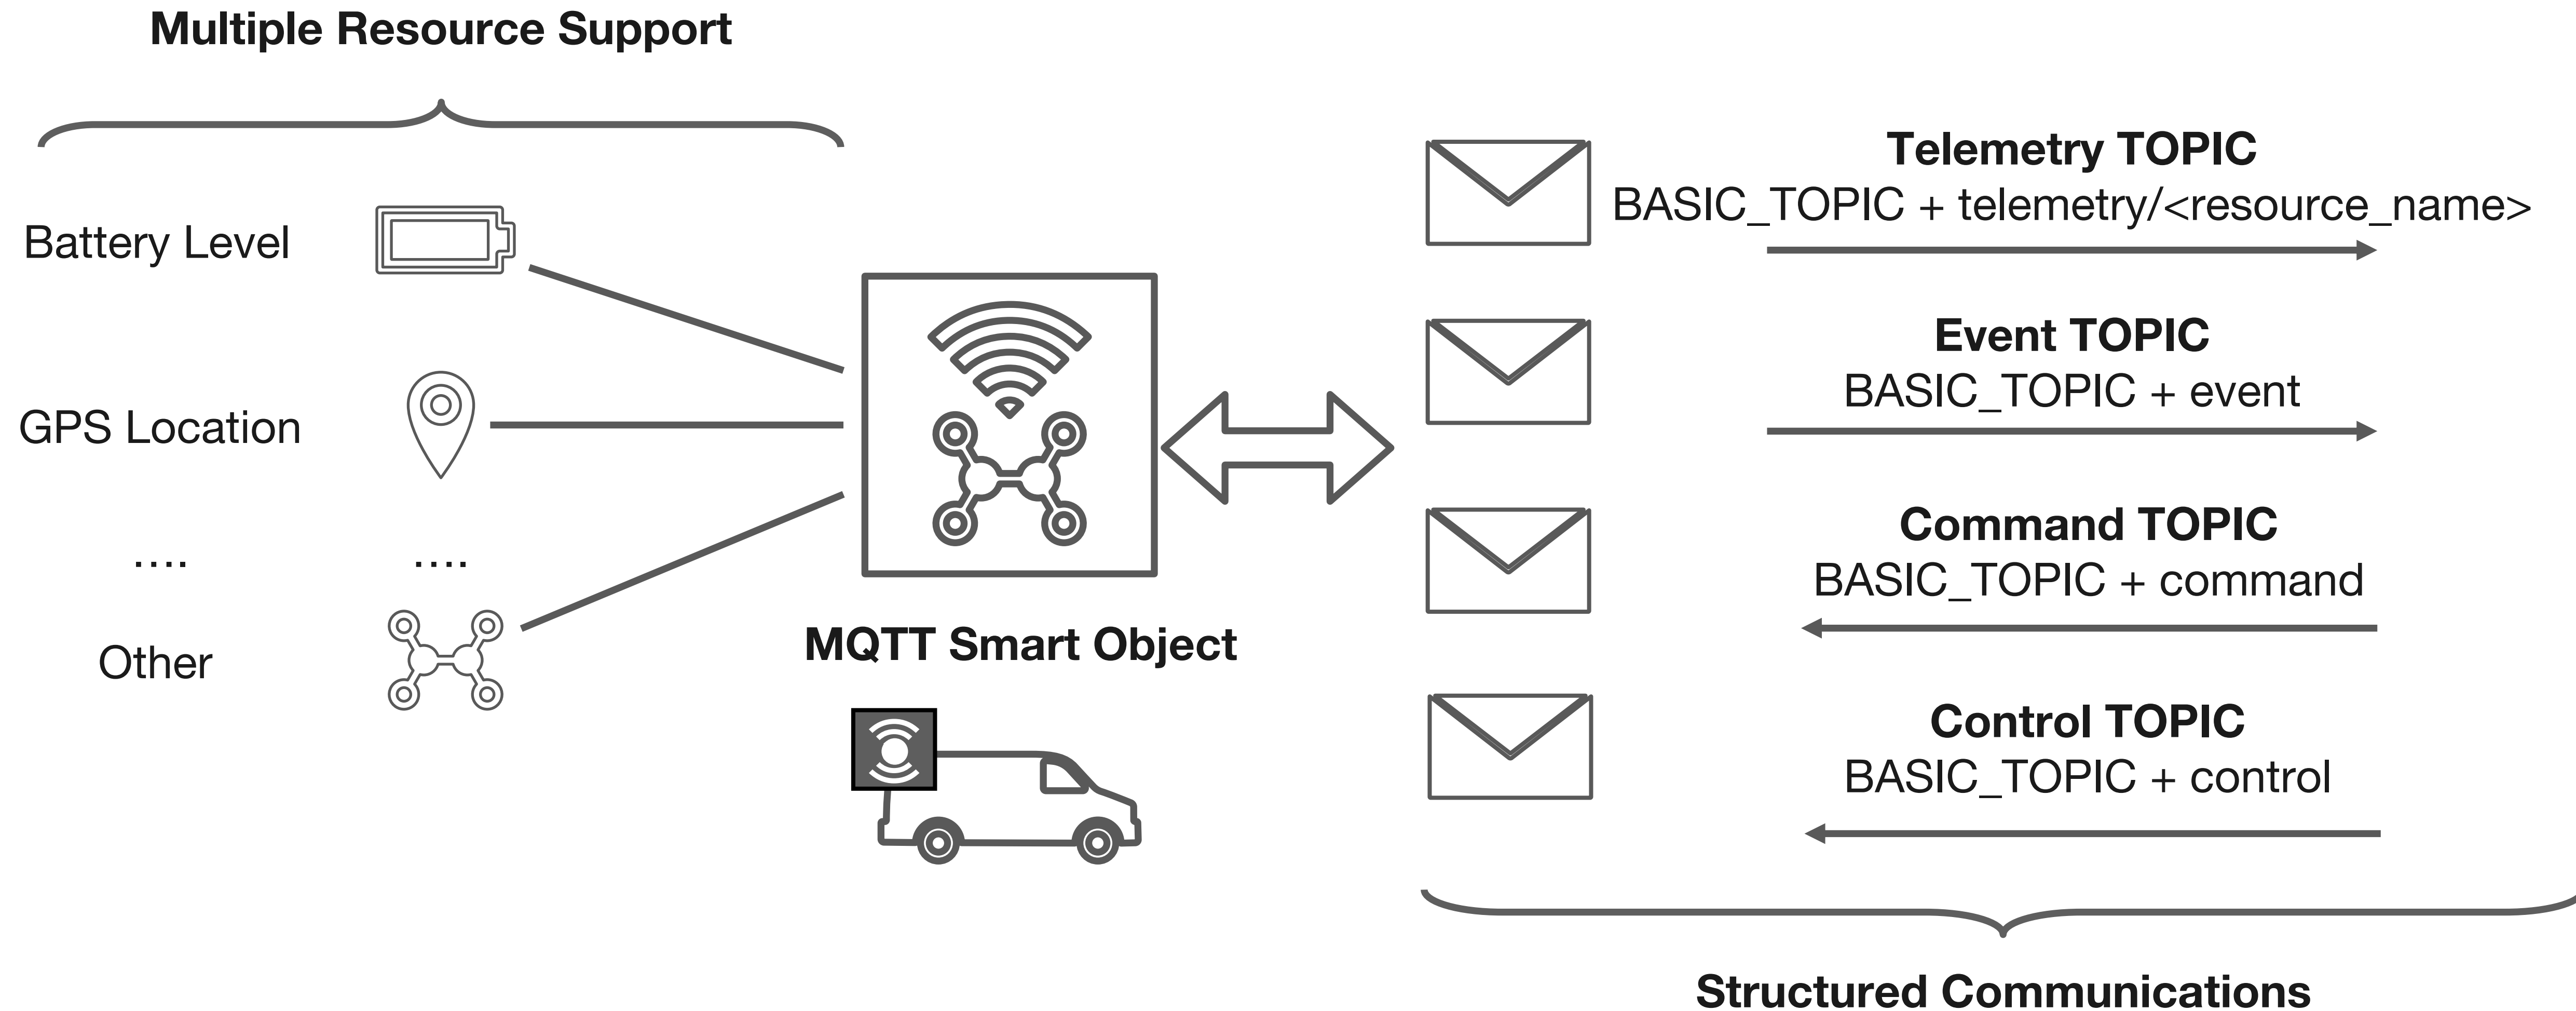 Multiple Resource Support
Battery Level
GPS Location
.... ....
Other
MQTT Smart Object
Telemetry TOPIC
BASIC_TOPIC + telemetry/<resource_name>
Event TOPIC
BASIC_TOPIC + event
Command TOPIC
BASIC_TOPIC + command
Control TOPIC
BASIC_TOPIC + control
Structured Communications